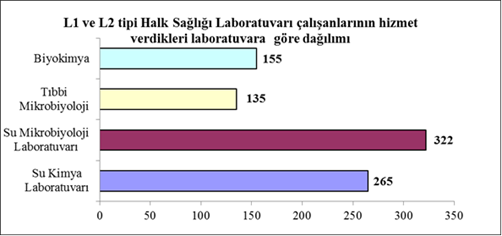 L1 ve L2 tipi Halk Sağlığı Laboratuvarı çalışanlarının hizmet
verdikleri laboratuvara göre dağılımı
Biyokimya
155
Tıbbi
Mikrobiyoloji
135
Su Mikrobiyoloji
Laboratuvarı
322
Su Kimya
Laboratuvarı
265
0 50 100 150 200 250 300 350